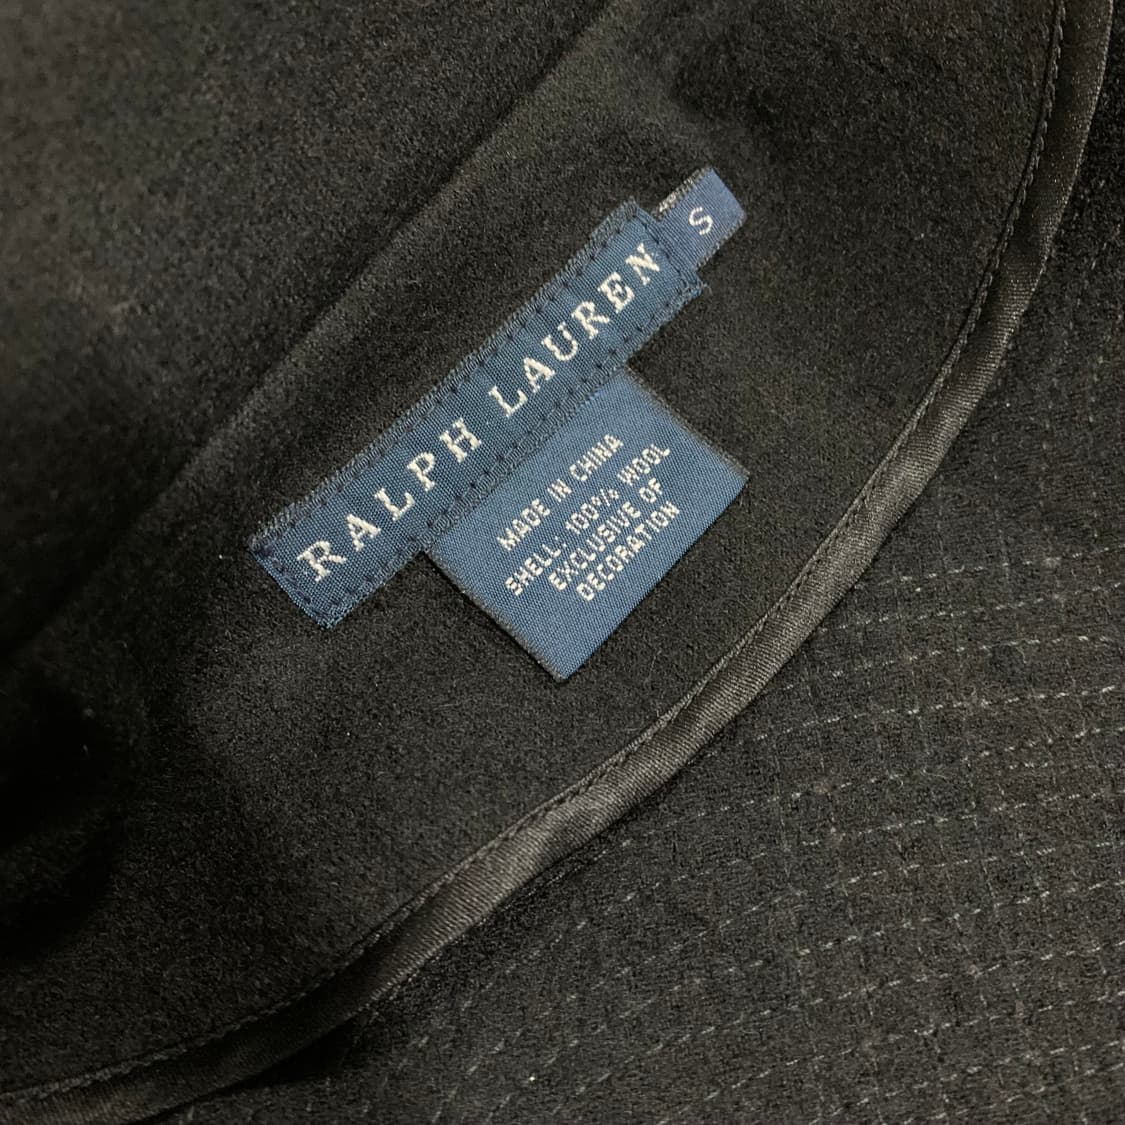 S
RALPH LAUREN
MADE IN CHINA
SHELL: 100% WOOL
EXCLUSIVE OF
DECORATION